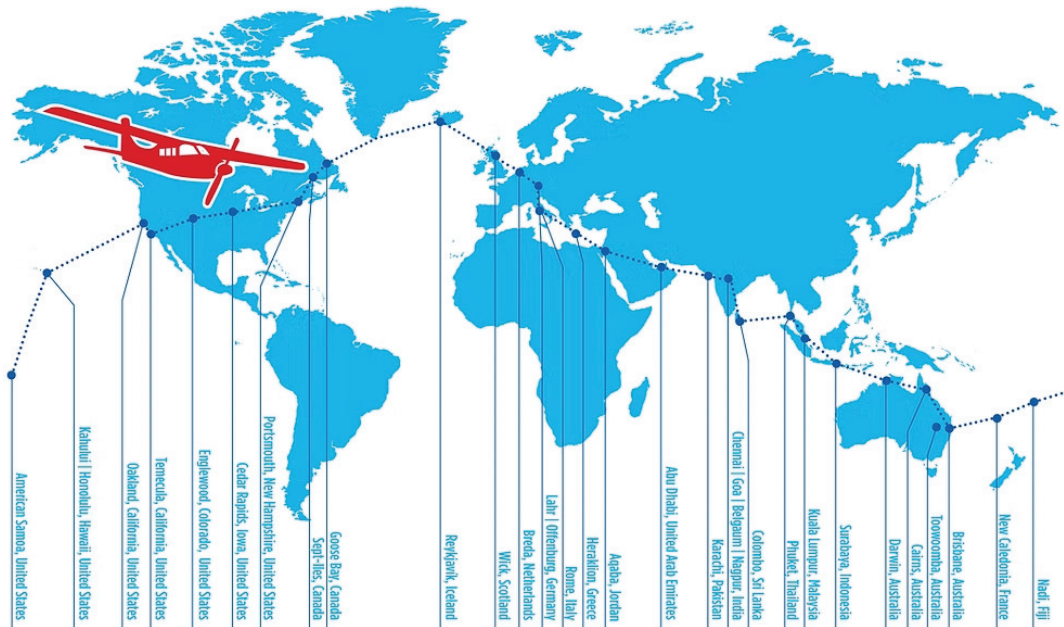 American Samoa, United States
Kahului | Honolulu, Hawaii, United States
Oakland, California, United States
Temecula, California, United States
Englewood, Colorado, United States
Cedar Rapids, Iowa, United States
Portsmouth, New Hampshire, United States
Sept-Iles, Canada
Goose Bay, Canada
Reykjavik, Iceland
Wick, Scotland
Breda, Netherlands
Lahr | Offenburg, Germany
Rome, Italy
Heraklion, Greece
Aqaba, Jordan
Abu Dhabi, United Arab Emirates
Karachi, Pakistan
Chennai | Goa | Belgaum | Nagpur, India
Colombo, Sri Lanka
Phuket, Thailand
Kuala Lumpur, Malaysia
Surabaya, Indonesia
Darwin, Australia
Cairns, Australia
Toowoomba, Australia
Brisbane, Australia
New Caledonia, France
Nadi, Fiji